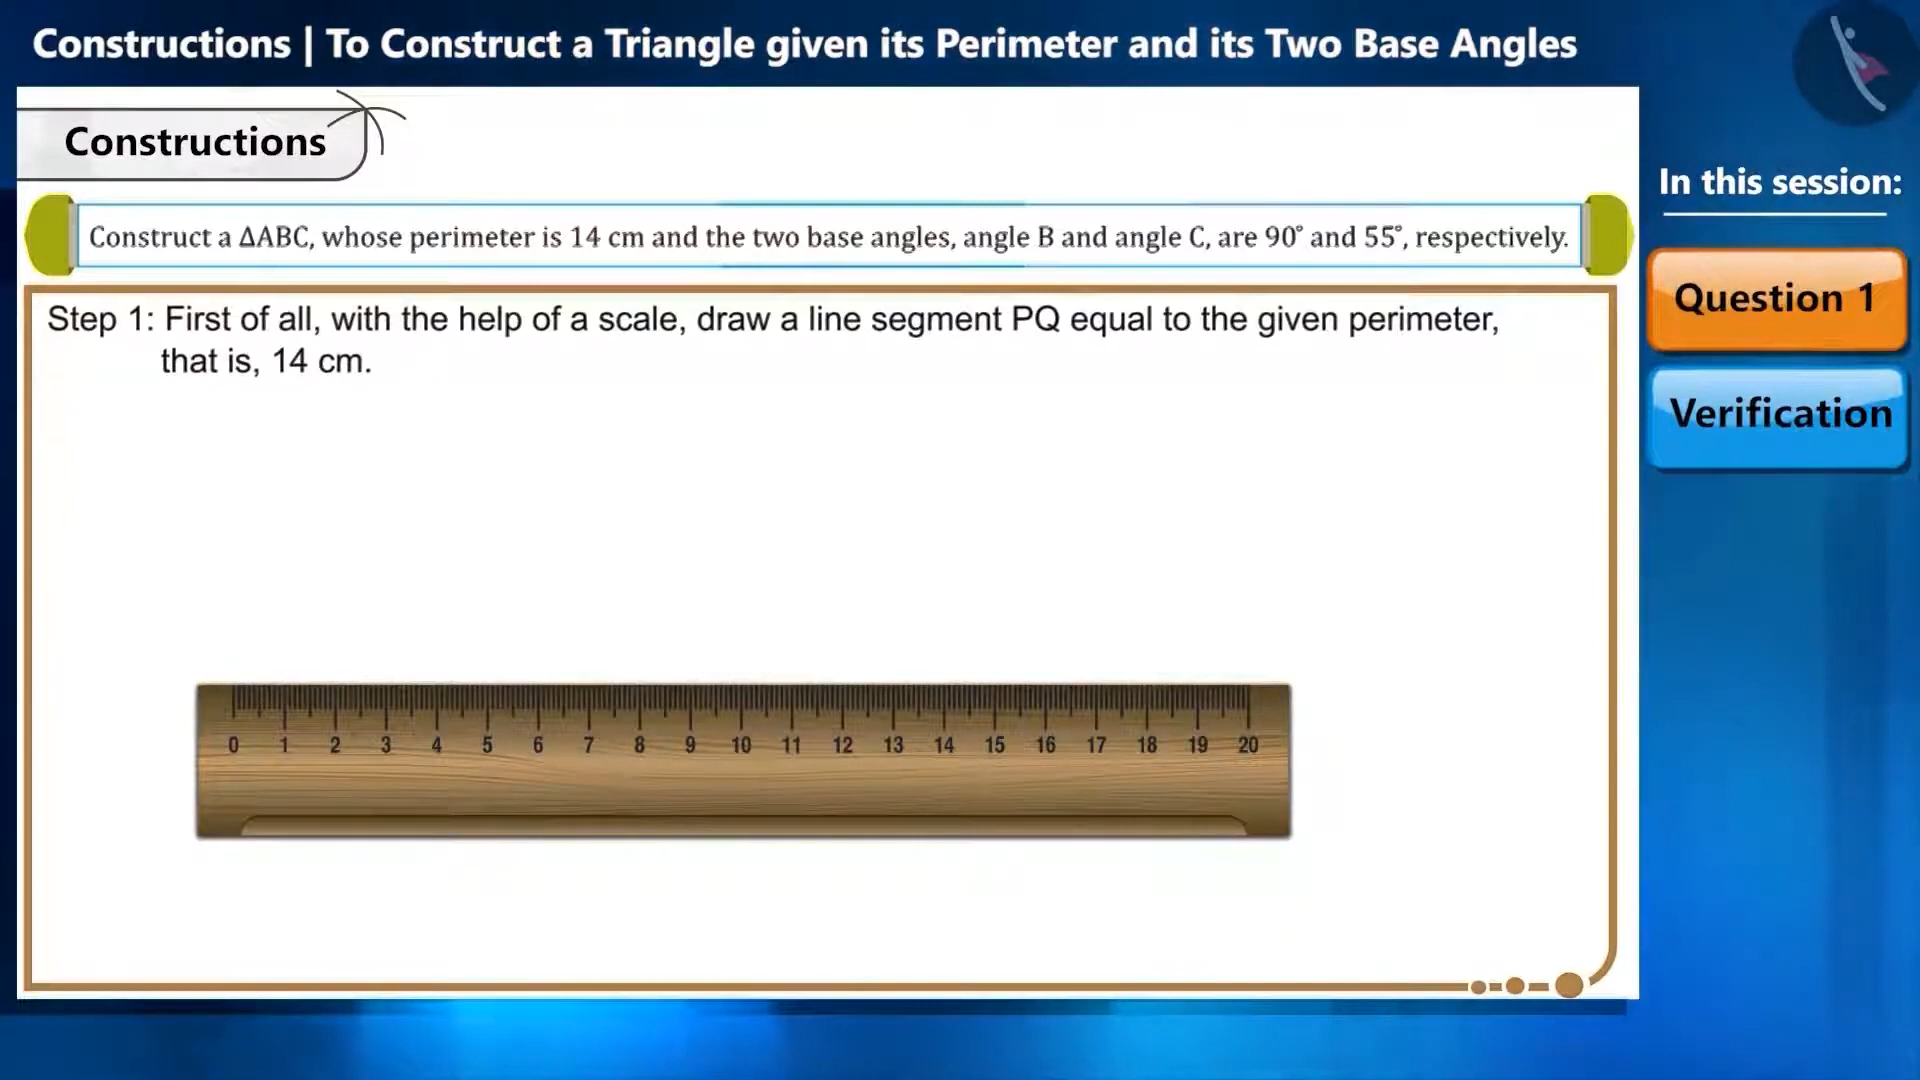 Constructions | To Construct a Triangle given its Perimeter and its Two Base Angles
Constructions
In this session:
Construct a ΔABC, whose perimeter is 14 cm and the two base angles, angle B and angle C, are 90° and 55°, respectively.
Question 1
Step 1: First of all, with the help of a scale, draw a line segment PQ equal to the given perimeter,
that is, 14 cm.
Verification
0 1 2 3 4 5 6 7 8 9 10 11 12 13 14 15 16 17 18 19 20